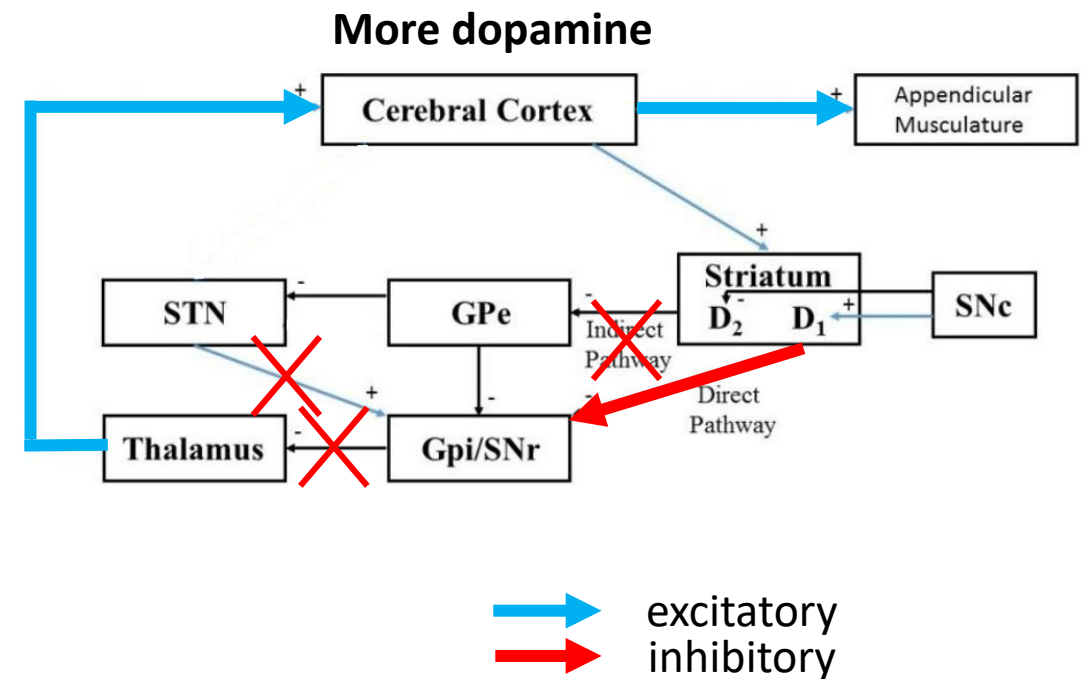 More dopamine
+
Cerebral Cortex
+
Appendicular
Musculature
+
STN
-
GPe
-
Indirect
Pathway
Striatum
D2 - D1
+
SNc
+
-
-
Direct
Pathway
Thalamus
-
Gpi/SNr
excitatory
inhibitory